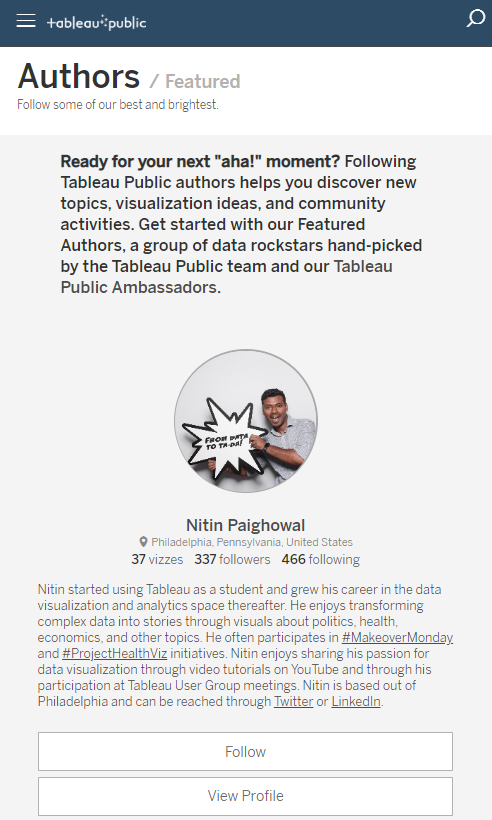 +ableau+public
Authors / Featured
Follow some of our best and brightest.
Ready for your next "aha!" moment? Following
Tableau Public authors helps you discover new
topics, visualization ideas, and community
activities. Get started with our Featured
Authors, a group of data rockstars hand-picked
by the Tableau Public team and our Tableau
Public Ambassadors.
FROM DATA
TO TA-DA!
Nitin Paighowal
Philadelphia, Pennsylvania, United States
37 vizzes 337 followers 466 following
Nitin started using Tableau as a student and grew his career in the data
visualization and analytics space thereafter. He enjoys transforming
complex data into stories through visuals about politics, health,
economics, and other topics. He often participates in #MakeoverMonday
and #ProjectHealthViz initiatives. Nitin enjoys sharing his passion for
data visualization through video tutorials on YouTube and through his
participation at Tableau User Group meetings. Nitin is based out of
Philadelphia and can be reached through Twitter or LinkedIn.
Follow
View Profile